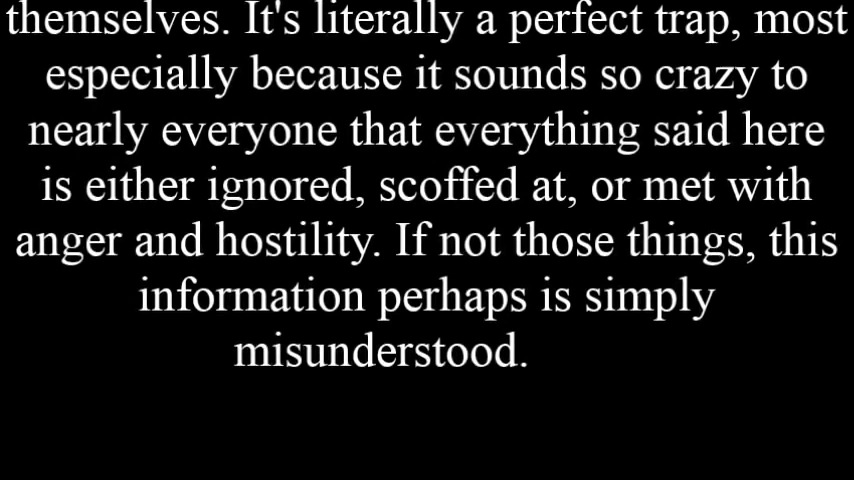 themselves. It's literally a perfect trap, most
especially because it sounds so crazy to
nearly everyone that everything said here
is either ignored, scoffed at, or met with
anger and hostility. If not those things, this
information perhaps is simply
misunderstood.